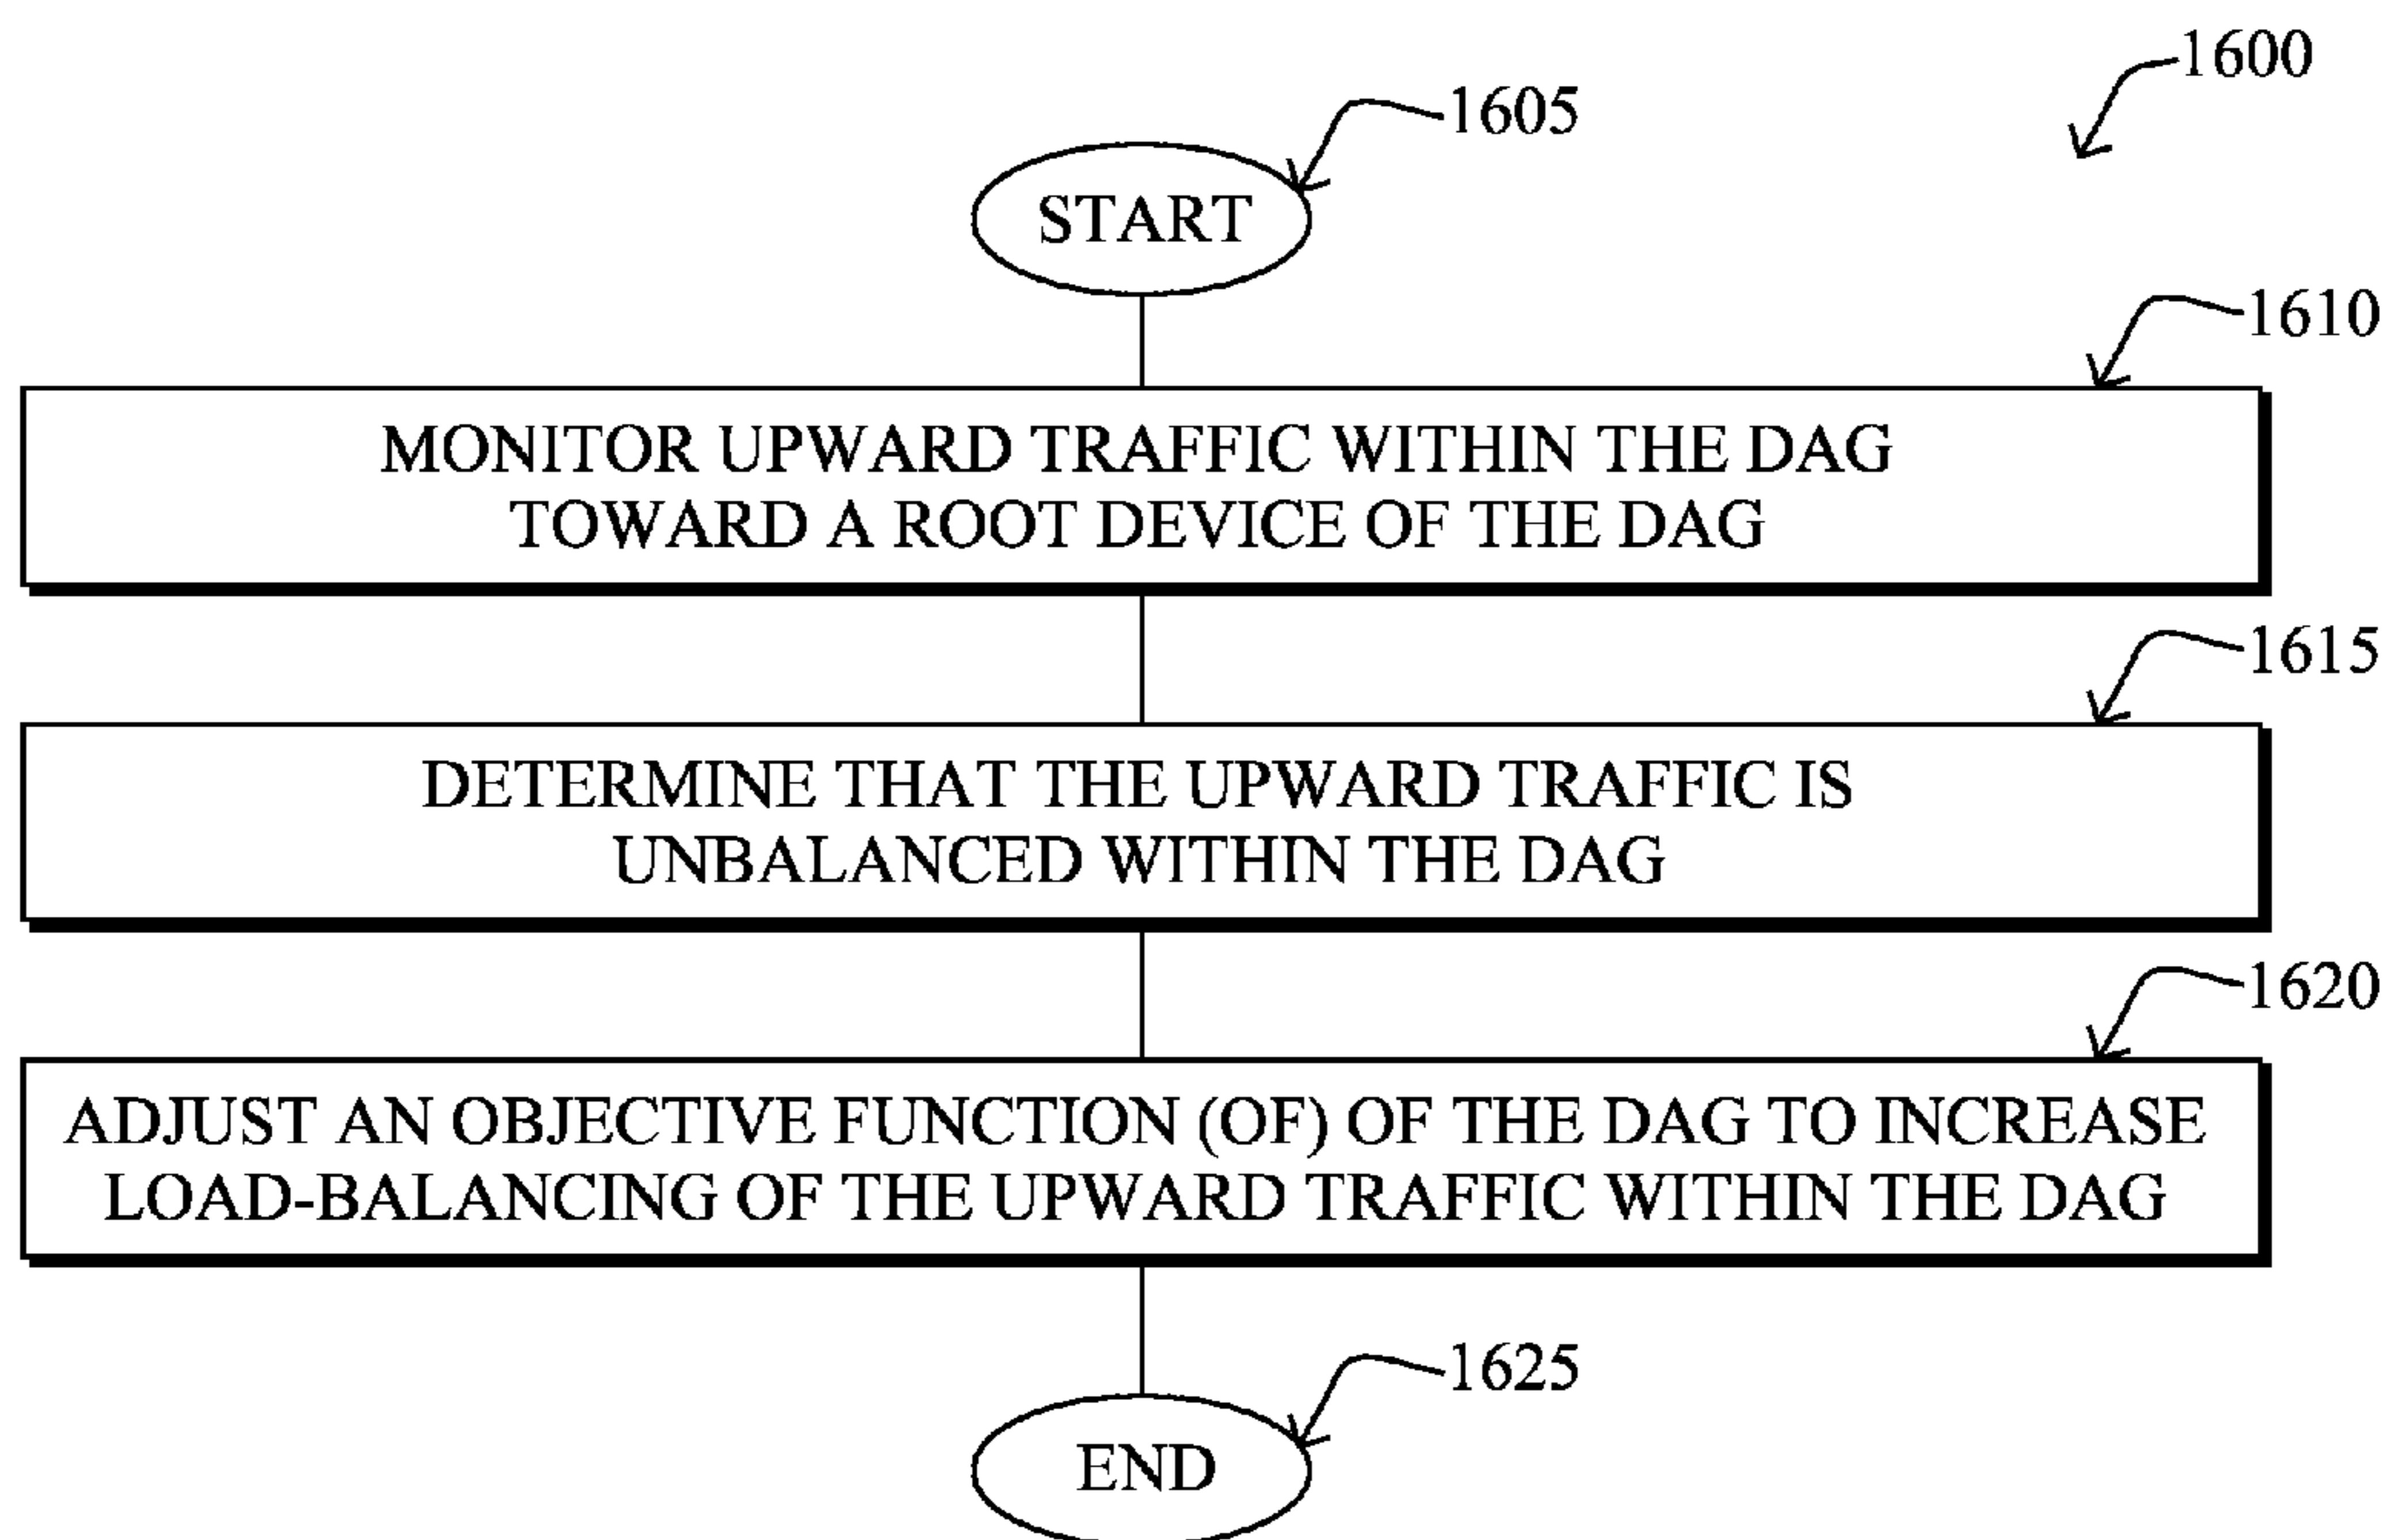 1600
1605
START
1610
MONITOR UPWARD TRAFFIC WITHIN THE DAG
TOWARD A ROOT DEVICE OF THE DAG
1615
DETERMINE THAT THE UPWARD TRAFFIC IS
UNBALANCED WITHIN THE DAG
1620
ADJUST AN OBJECTIVE FUNCTION (OF) OF THE DAG TO INCREASE
LOAD-BALANCING OF THE UPWARD TRAFFIC WITHIN THE DAG
1625
END